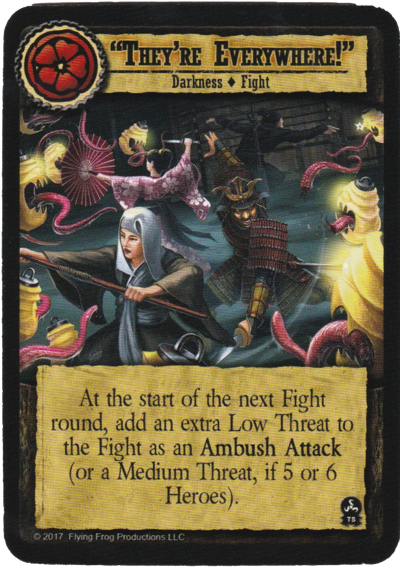 “They’re Everywhere!”
Darkness ♦ Fight
At the start of the next Fight
round, add an extra Low Threat to
the Fight as an Ambush Attack
(or a Medium Threat, if 5 or 6
Heroes).
TS
© 2017 Flying Frog Productions LLC